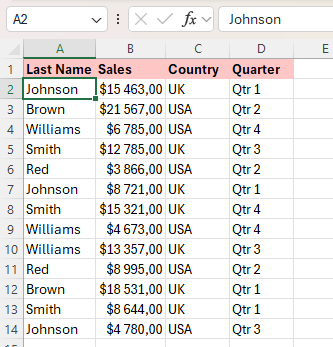 A2 fx Johnson
A B C D E
1 Last Name Sales Country Quarter
2 Johnson $15 463,00 UK Qtr 1
3 Brown $21 567,00 USA Qtr 2
4 Williams $6 785,00 USA Qtr 4
5 Smith $12 785,00 UK Qtr 3
6 Red $3 866,00 USA Qtr 2
7 Johnson $8 721,00 UK Qtr 1
8 Smith $15 321,00 UK Qtr 4
9 Williams $4 673,00 USA Qtr 4
10 Williams $13 357,00 UK Qtr 3
11 Red $8 995,00 USA Qtr 2
12 Brown $18 531,00 UK Qtr 1
13 Smith $8 644,00 UK Qtr 1
14 Johnson $4 780,00 USA Qtr 3